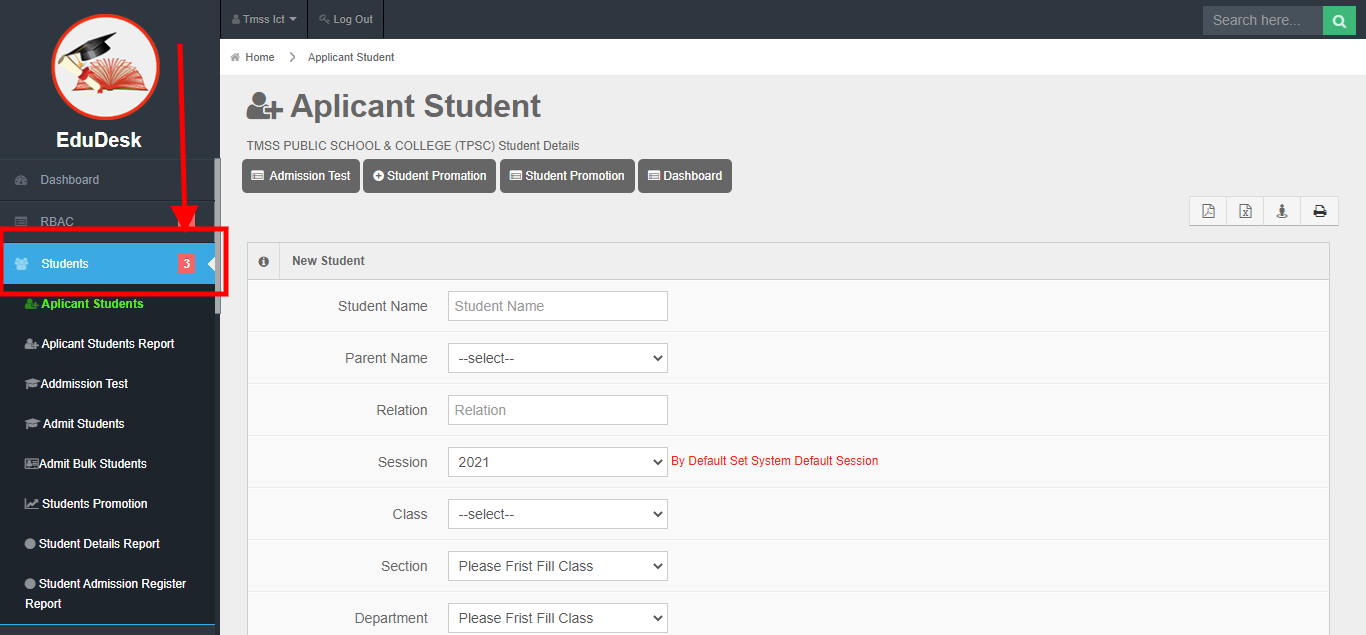 Tmss Ict
Log Out
Search here...
EduDesk
Home
Applicant Student
Aplicant Student
TMSS PUBLIC SCHOOL & COLLEGE (TPSC) Student Details
Admission Test
Student Promation
Student Promotion
Dashboard
Dashboard
RBAC
Students 3
Aplicant Students
Aplicant Students Report
Addmission Test
Admit Students
Admit Bulk Students
Students Promotion
Student Details Report
Student Admission Register
Report
New Student
Student Name Student Name
Parent Name --select--
Relation Relation
Session 2021 By Default Set System Default Session
Class --select--
Section Please Frist Fill Class
Department Please Frist Fill Class